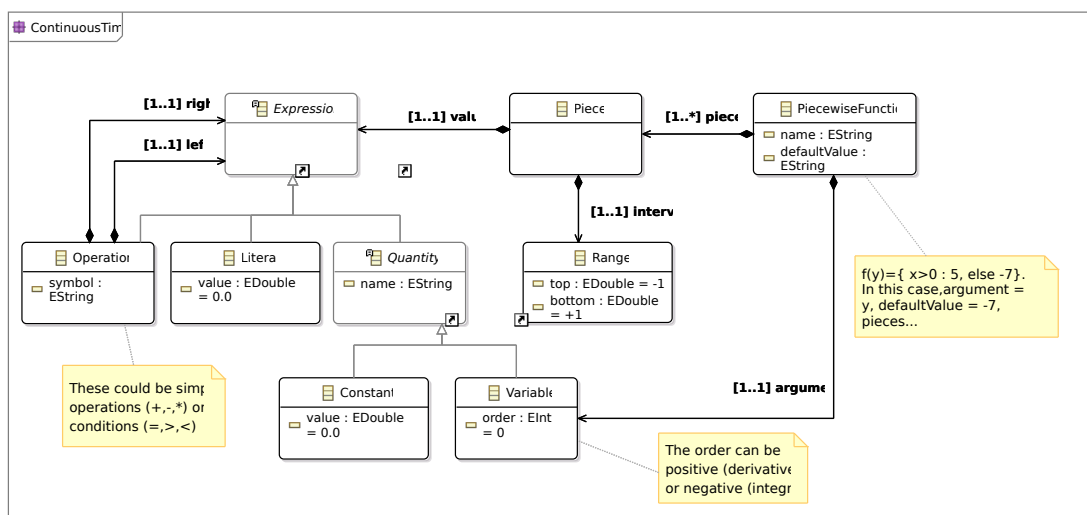 ContinuousTim
[1..1] righ
Expression
[1..1] valu
Piece
[1..*] piece
PiecewiseFuncti
name : EString
defaultValue :
EString
[1..1] lef
[1..1] interv
Operation
symbol :
EString
Litera
value : EDouble
= 0.0
Quantity
name : EString
Range
top : EDouble = -1
bottom : EDouble
= +1
f(y)={ x>0 : 5, else -7}.
In this case,argument =
y, defaultValue = -7,
pieces...
These could be simp
operations (+,-,*) or
conditions (=,>,<)
Constant
value : EDouble
= 0.0
Variable
order : EInt
= 0
[1..1] argume
The order can be
positive (derivative
or negative (integr